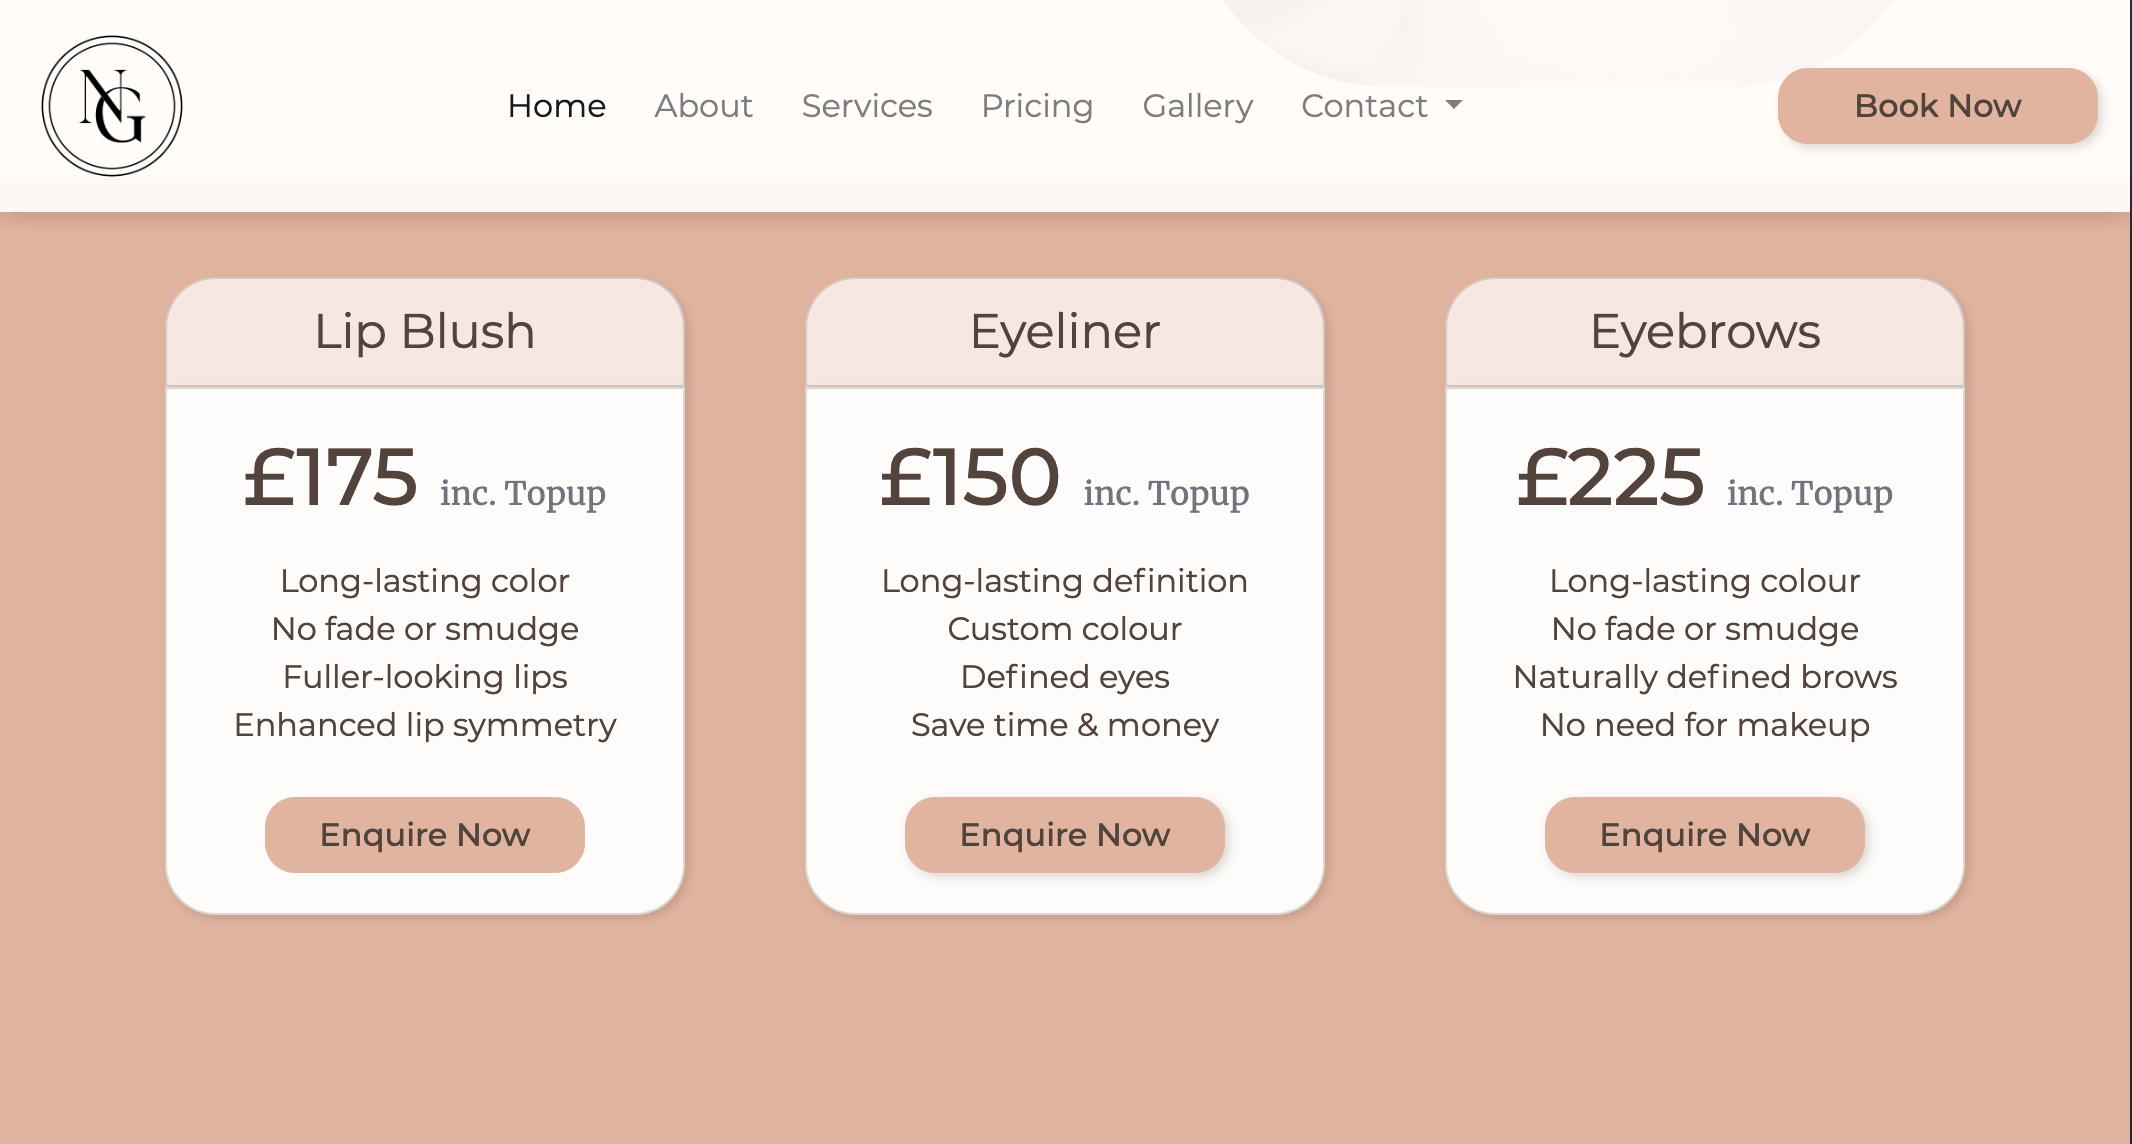 NG
Home About Services Pricing Gallery Contact
Book Now
Lip Blush
£175 inc. Topup
Long-lasting color
No fade or smudge
Fuller-looking lips
Enhanced lip symmetry
Enquire Now
Eyeliner
£150 inc. Topup
Long-lasting definition
Custom colour
Defined eyes
Save time & money
Enquire Now
Eyebrows
£225 inc. Topup
Long-lasting colour
No fade or smudge
Naturally defined brows
No need for makeup
Enquire Now